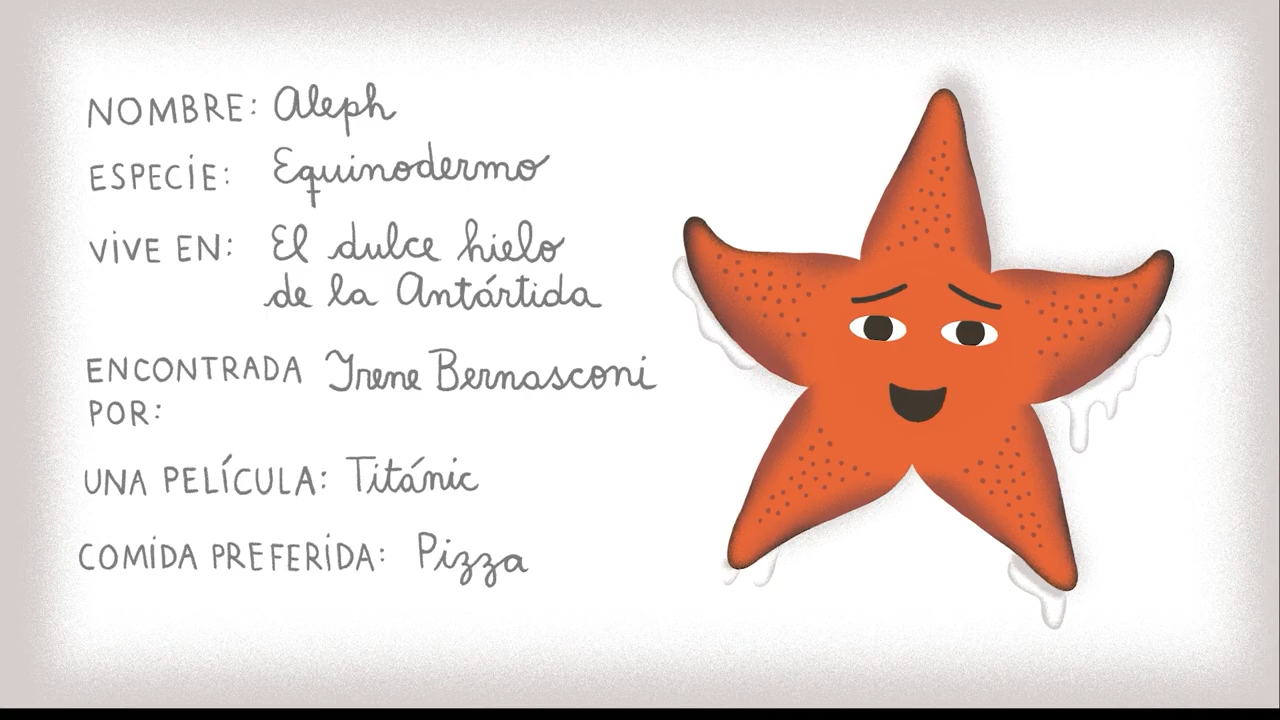 NOMBRE: Aleph
ESPECIE: Equinodermo
VIVE EN: El dulce hielo
de la Antártida
ENCONTRADA Irene Bernasconi
POR:
UNA PELÍCULA: Titánic
COMIDA PREFERIDA: Pizza